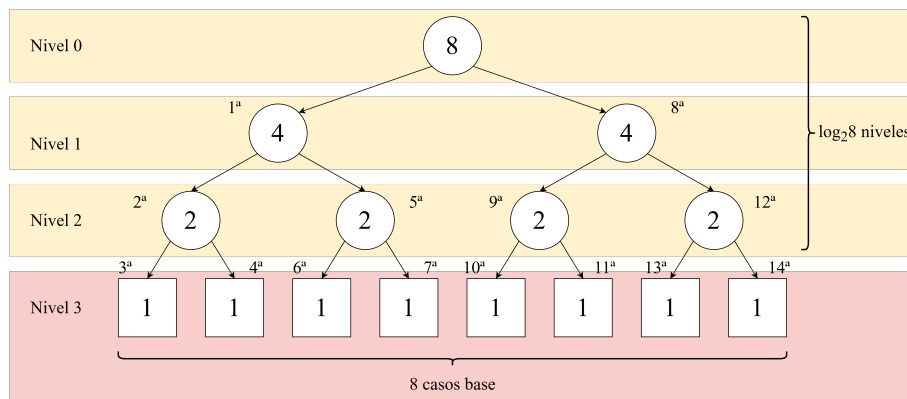 Nivel 0
8
1ª
8ª
Nivel 1
4
4
log₂8 niveles
2ª
5ª
9ª
12ª
Nivel 2
2
2
2
2
3ª
4ª
6ª
7ª
10ª
11ª
13ª
14ª
Nivel 3
1
1
1
1
1
1
1
1
8 casos base